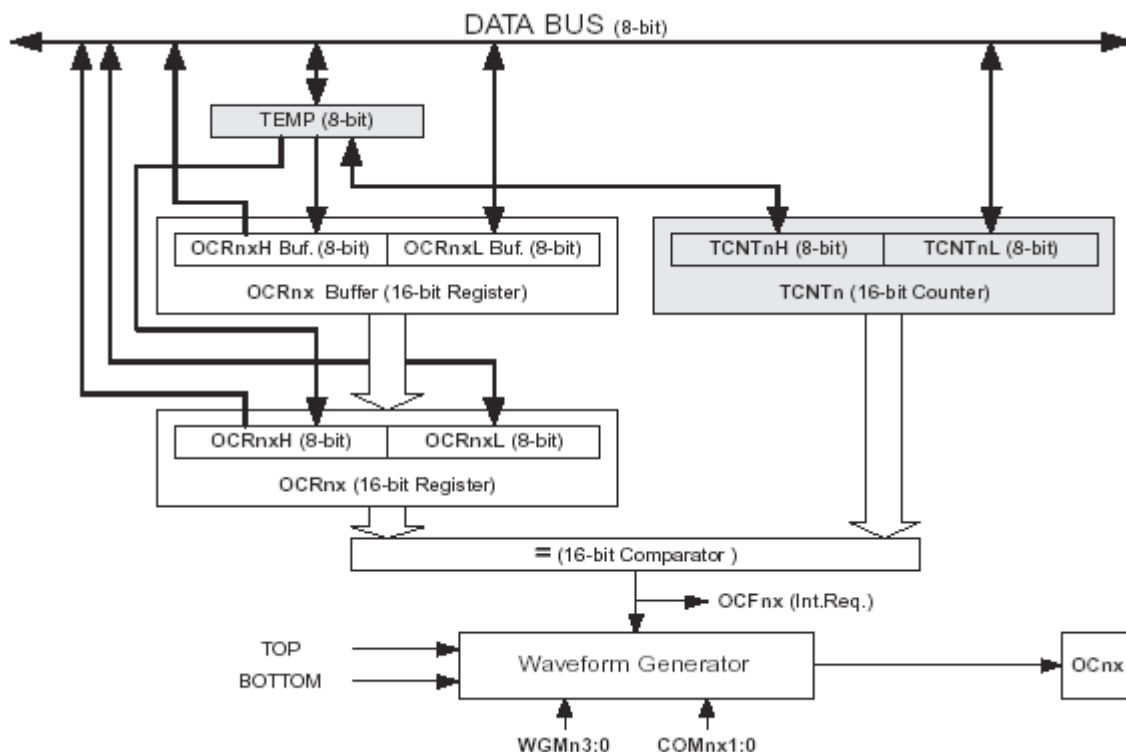 DATA BUS (8-bit)
TEMP (8-bit)
OCRnxH Buf. (8-bit) OCRnxL Buf. (8-bit)
OCRnx Buffer (16-bit Register)
TCNTnH (8-bit) TCNTnL (8-bit)
TCNTn (16-bit Counter)
OCRnxH (8-bit) OCRnxL (8-bit)
OCRnx (16-bit Register)
= (16-bit Comparator )
OCFnx (Int.Req.)
TOP
BOTTOM
Waveform Generator
OCnx
WGMn3:0 COMnx1:0